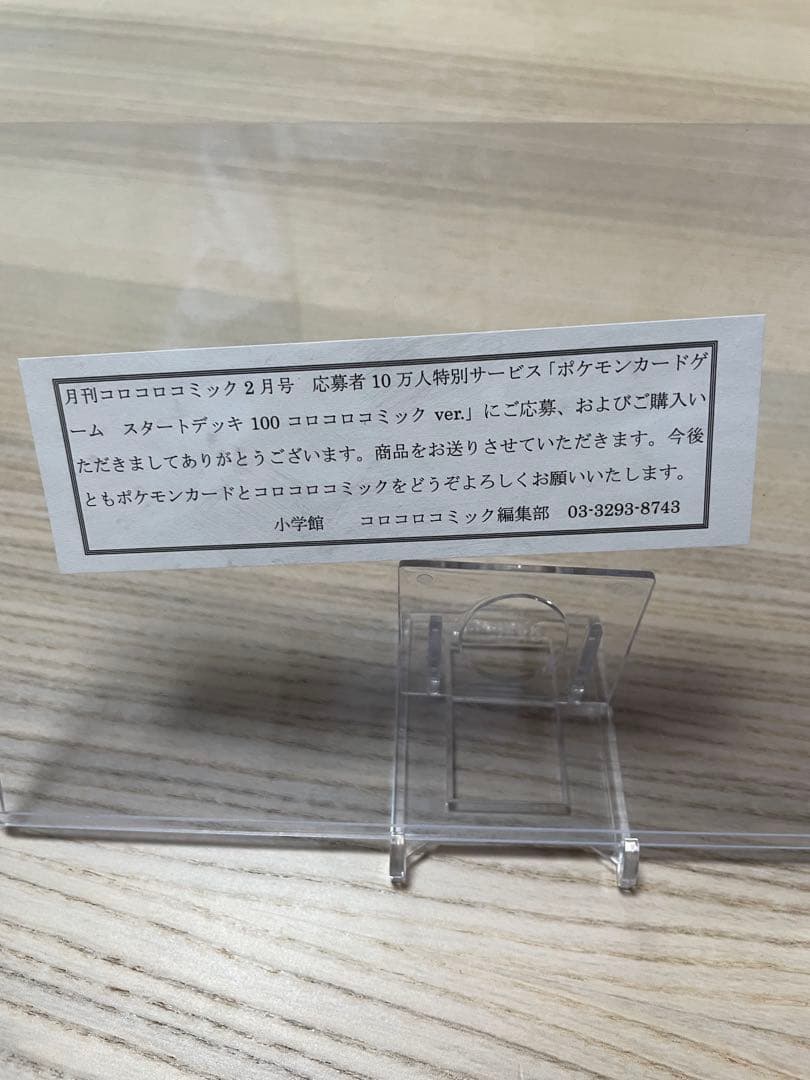 月刊コロコロコミック2月号　応募者10万人特別サービス「ポケモンカードゲ
ーム　スタートデッキ100 コロコロコミック ver.」にご応募、およびご購入い
ただきましてありがとうございます。商品をお送りさせていただきます。今後
ともポケモンカードとコロコロコミックをどうぞよろしくお願いいたします。
小学館　　コロコロコミック編集部　03-3293-8743